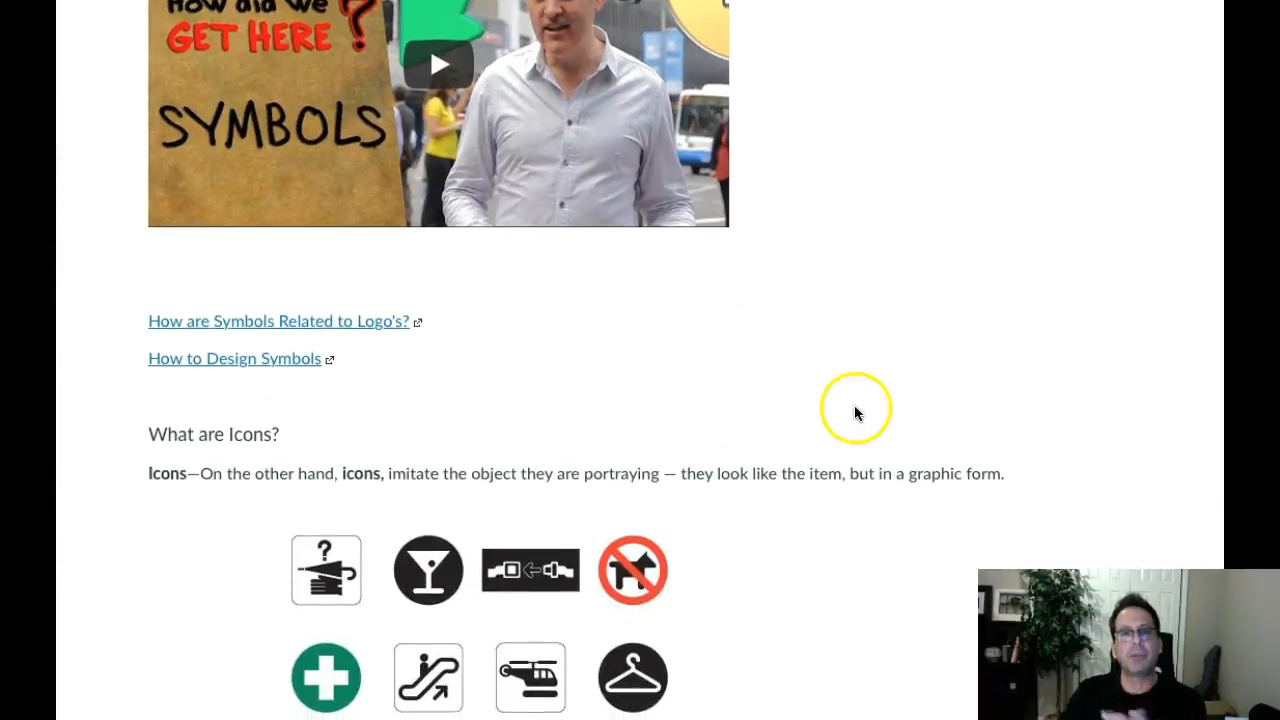 How did we
GET HERE ?
SYMBOLS
How are Symbols Related to Logo's?
How to Design Symbols
What are Icons?
Icons—On the other hand, icons, imitate the object they are portraying — they look like the item, but in a graphic form.
?